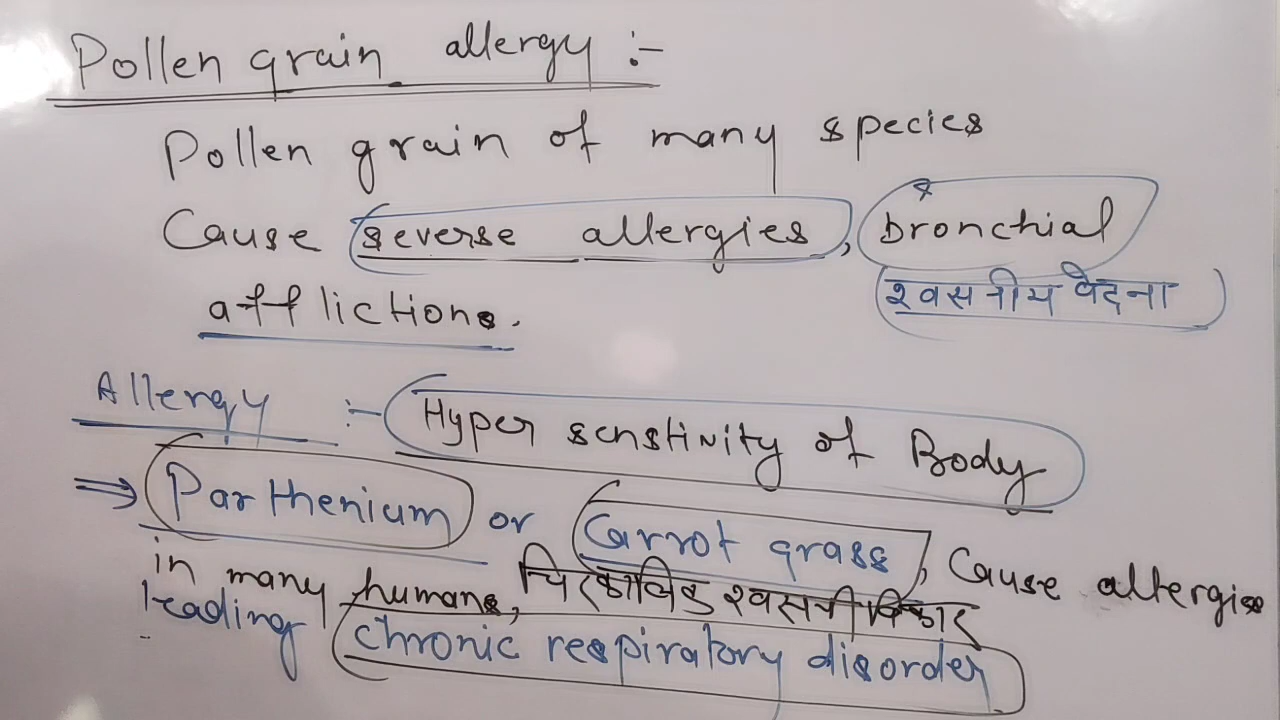 Pollen grain allergy :-
Pollen grain of many species
Cause severse allergies, bronchial
श्वसनीय वेदना
afflictions.
Allergy :- Hyper senstivity of Body
⇒ Parthenium or Carrot grass, Cause allergies
in many humans, चिरकालिक श्वसनी विकार
leading chronic respiratory disorder